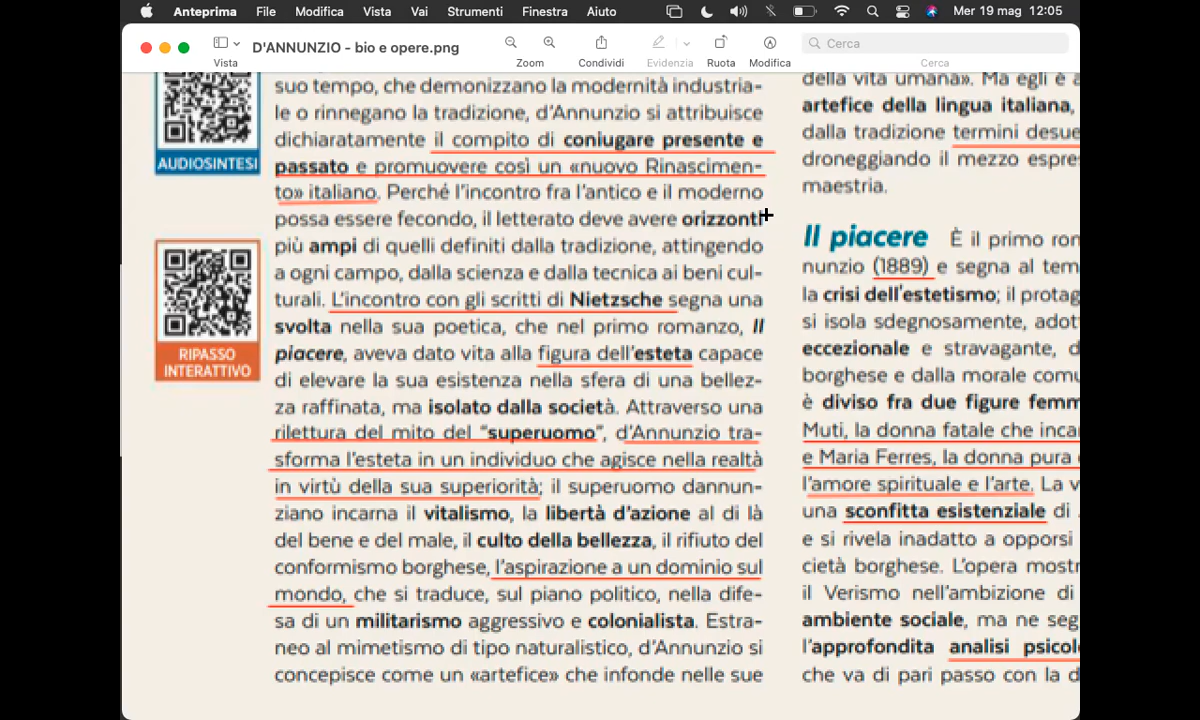 Anteprima File Modifica Vista Vai Strumenti Finestra Aiuto Mer 19 mag 12:05
D'ANNUNZIO - bio e opere.png
Cerca
Vista Zoom Condividi Evidenzia Ruota Modifica Cerca
AUDIOSINTESI
RIPASSO
INTERATTIVO
suo tempo, che demonizzano la modernità industria-
le o rinnegano la tradizione, d'Annunzio si attribuisce
dichiaratamente il compito di coniugare presente e
passato e promuovere così un «nuovo Rinascimen-
to» italiano. Perché l'incontro fra l'antico e il moderno
possa essere fecondo, il letterato deve avere orizzonti
più ampi di quelli definiti dalla tradizione, attingendo
a ogni campo, dalla scienza e dalla tecnica ai beni cul-
turali. L'incontro con gli scritti di Nietzsche segna una
svolta nella sua poetica, che nel primo romanzo, Il
piacere, aveva dato vita alla figura dell'esteta capace
di elevare la sua esistenza nella sfera di una bellez-
za raffinata, ma isolato dalla società. Attraverso una
rilettura del mito del "superuomo", d'Annunzio tra-
sforma l'esteta in un individuo che agisce nella realtà
in virtù della sua superiorità; il superuomo dannun-
ziano incarna il vitalismo, la libertà d'azione al di là
del bene e del male, il culto della bellezza, il rifiuto del
conformismo borghese, l'aspirazione a un dominio sul
mondo, che si traduce, sul piano politico, nella dife-
sa di un militarismo aggressivo e colonialista. Estra-
neo al mimetismo di tipo naturalistico, d'Annunzio si
concepisce come un «artefice» che infonde nelle sue
della vita umana». Ma egli è a
artefice della lingua italiana,
dalla tradizione termini desue
droneggiando il mezzo espre
maestria.
Il piacere È il primo rom
nunzio (1889) e segna al tem
la crisi dell'estetismo; il protag
si isola sdegnosamente, adott
eccezionale e stravagante, d
borghese e dalla morale comu
è diviso fra due figure femm
Muti, la donna fatale che incar
e Maria Ferres, la donna pura
l'amore spirituale e l'arte. La v
una sconfitta esistenziale di
e si rivela inadatto a opporsi
cietà borghese. L'opera mostr
il Verismo nell'ambizione di
ambiente sociale, ma ne seg
l'approfondita analisi psicol
che va di pari passo con la d